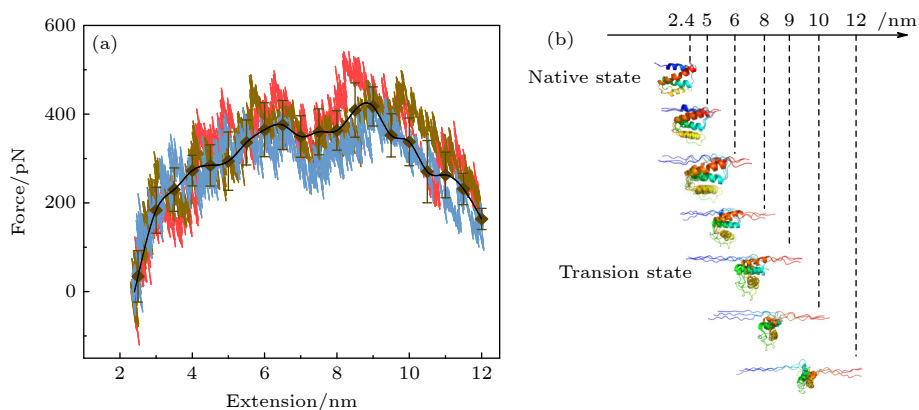 (a)
600
400
200
0
Force/pN
2 4 6 8 10 12
Extension/nm
(b)
2.4 5 6 8 9 10 12 /nm
Native state
Transion state